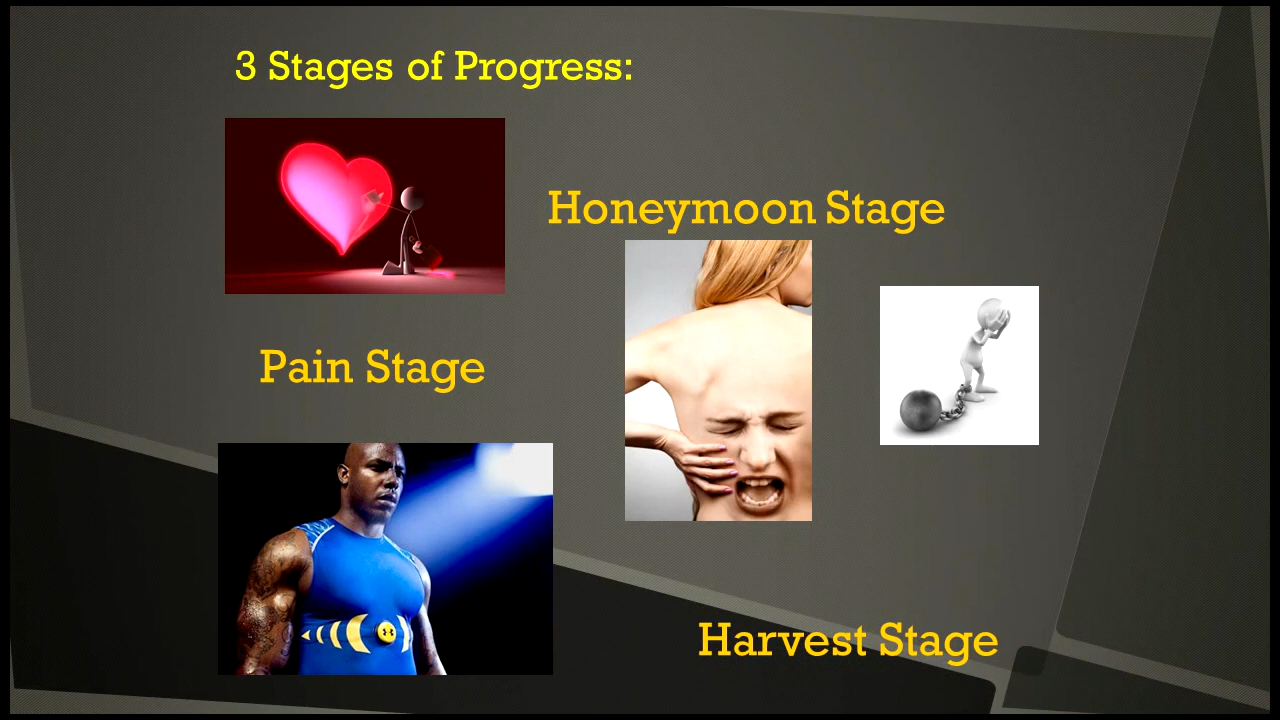 3 Stages of Progress:
Honeymoon Stage
Pain Stage
Harvest Stage